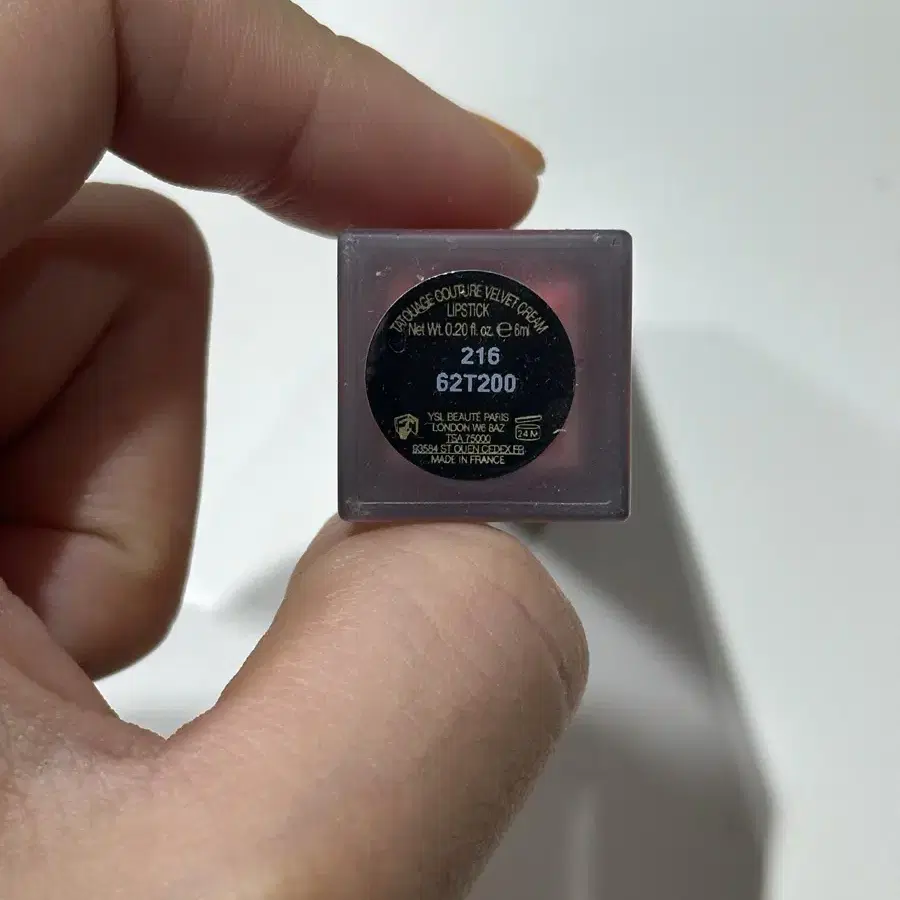 TATOUAGE COUTURE VELVET CREAM
LIPSTICK
Net Wt. 0.20 fl. oz. ℮ 6ml
216
62T200
YSL BEAUTÉ PARIS
LONDON W6 8AZ
TSA 75000
93584 ST OUEN CEDEX FR
MADE IN FRANCE
24 M